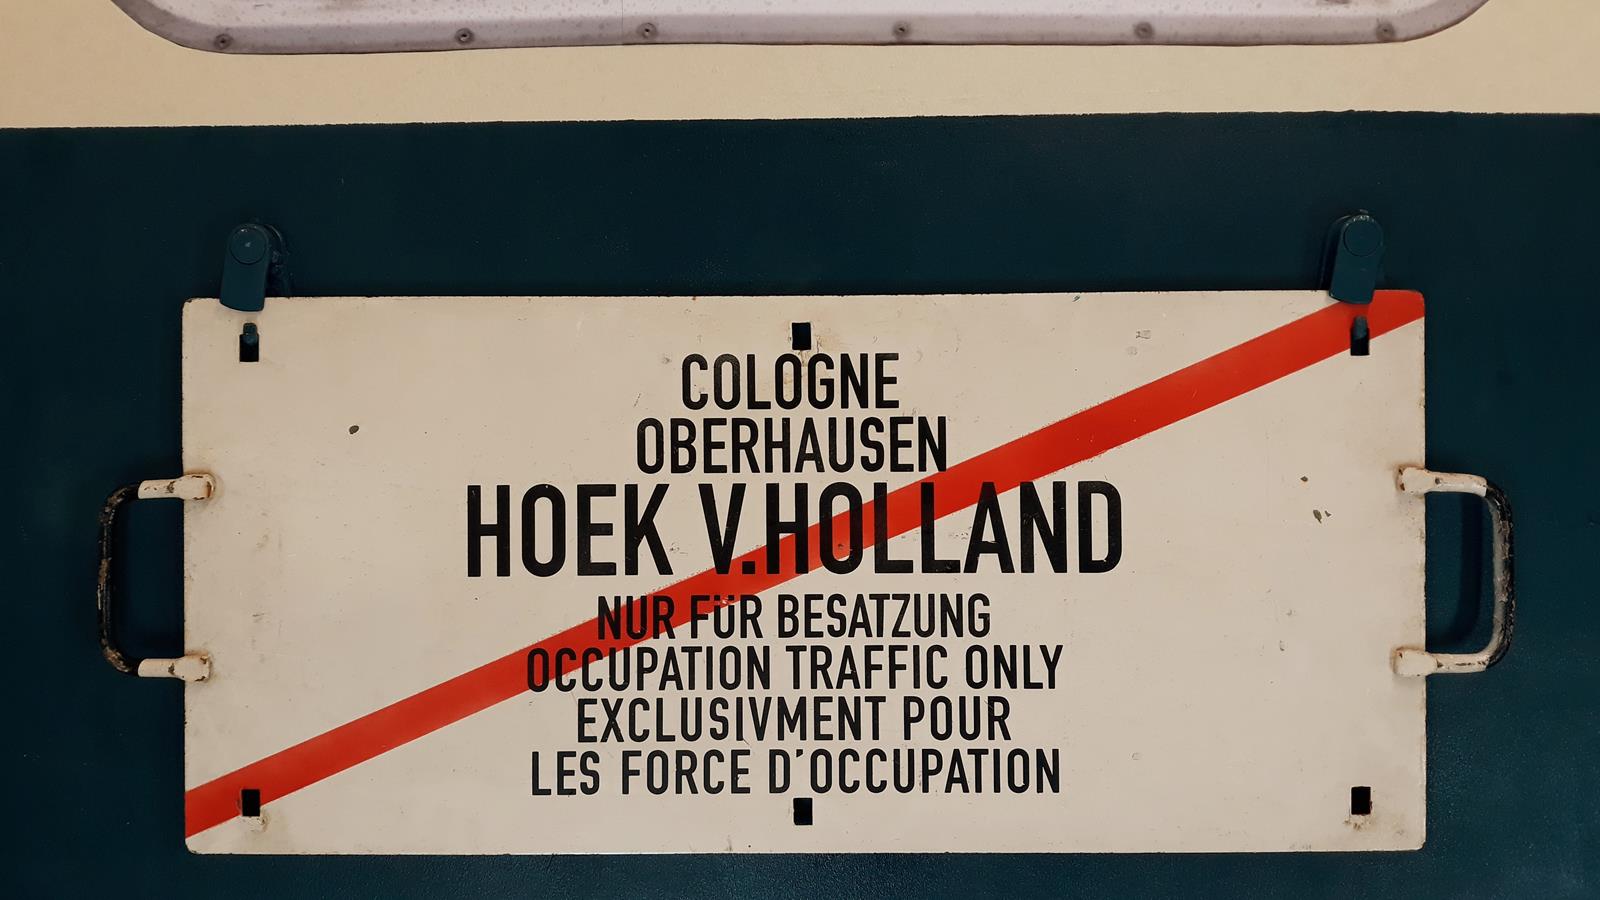 COLOGNE
OBERHAUSEN
HOEK V.HOLLAND
NUR FÜR BESATZUNG
OCCUPATION TRAFFIC ONLY
EXCLUSIVMENT POUR
LES FORCE D'OCCUPATION